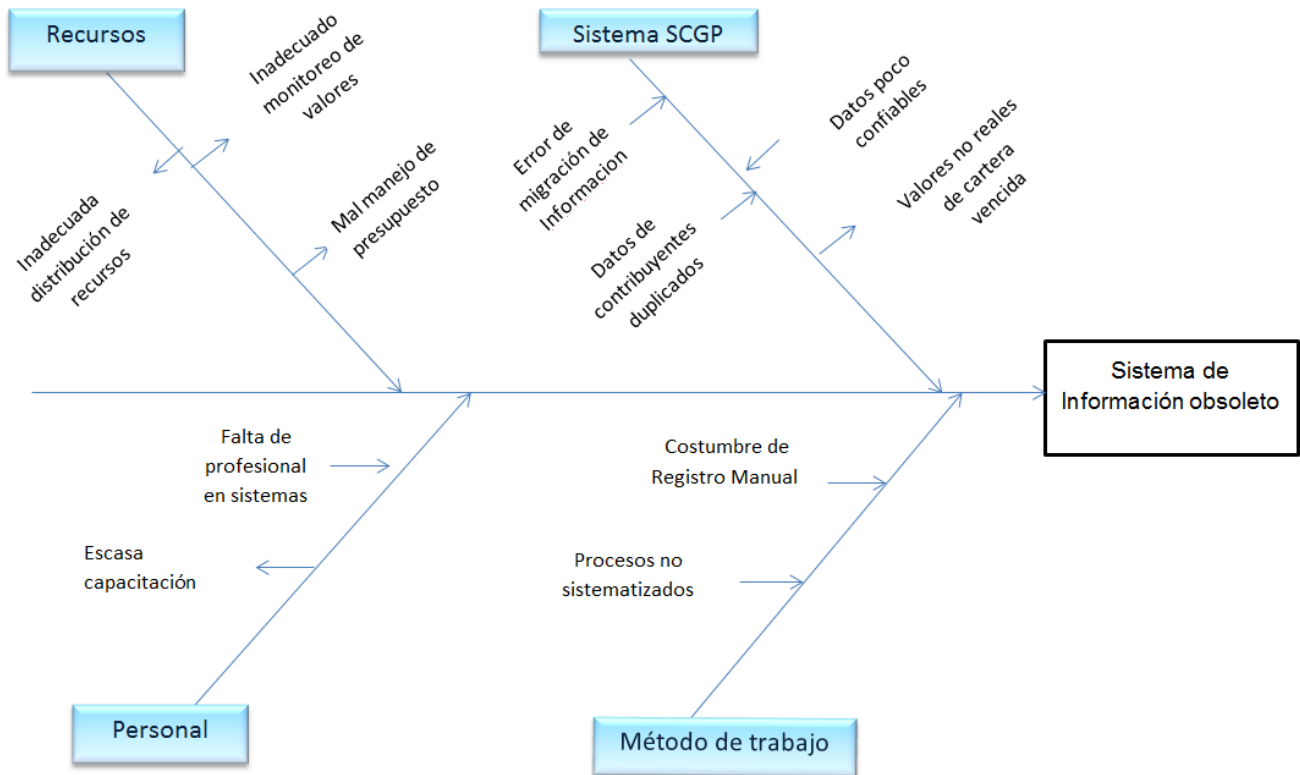 Recursos
Inadecuado
monitoreo de
valores
Inadecuada
distribución de
recursos
Mal manejo de
presupuesto
Sistema SCGP
Error de
migración de
Informacion
Datos de
contribuyentes
duplicados
Datos poco
confiables
Valores no reales
de cartera
vencida
Sistema de
Información obsoleto
Falta de
profesional
en sistemas
Escasa
capacitación
Personal
Costumbre de
Registro Manual
Procesos no
sistematizados
Método de trabajo